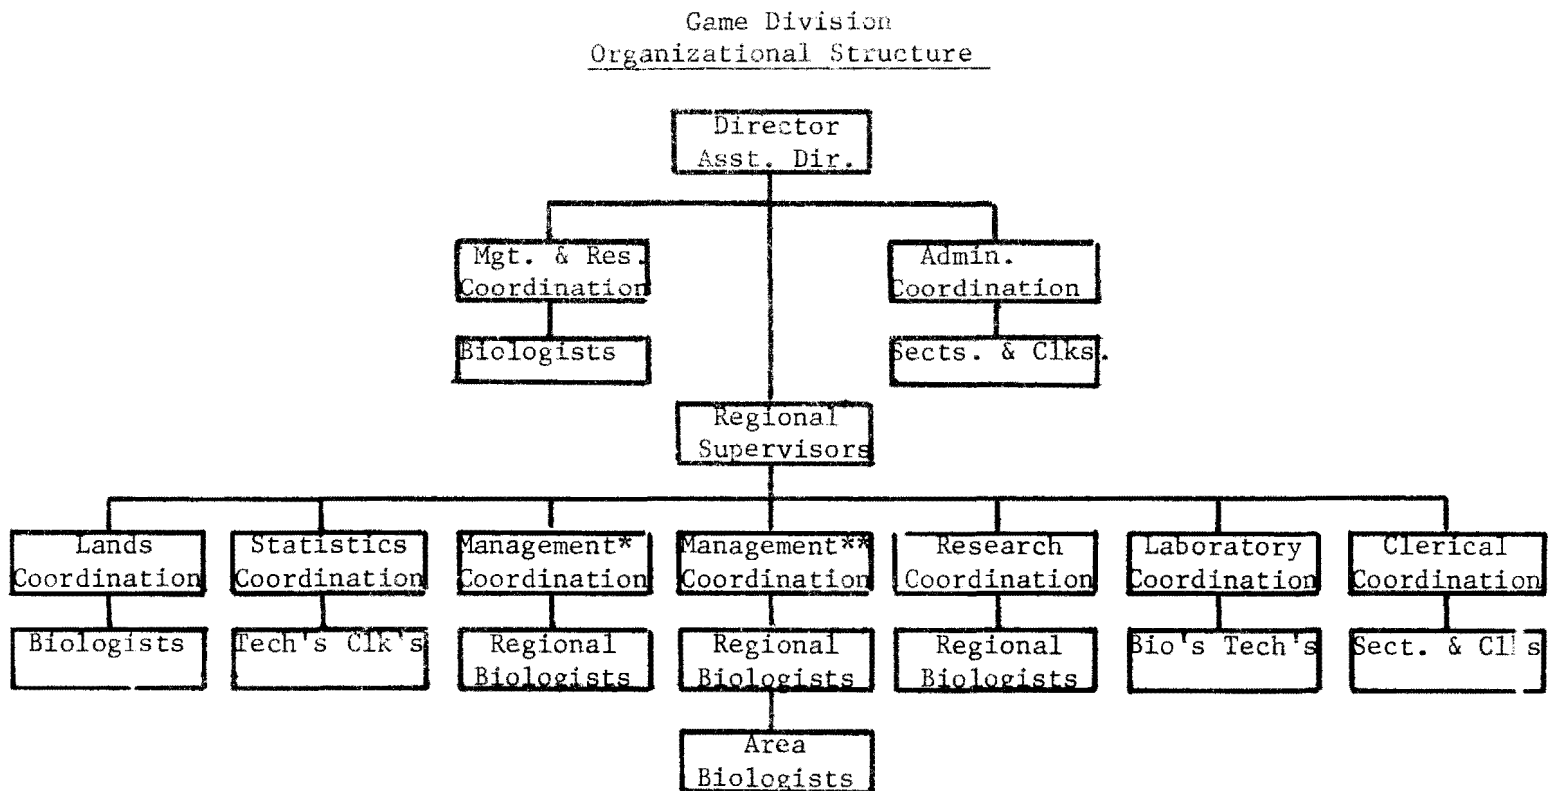 Game Division
Organizational Structure
Director
Asst. Dir.
Mgt. & Res.
Coordination
Admin.
Coordination
Biologists
Sects. & Clks.
Regional
Supervisors
Lands
Coordination
Statistics
Coordination
Management*
Coordination
Management**
Coordination
Research
Coordination
Laboratory
Coordination
Clerical
Coordination
Biologists
Tech's Clk's
Regional
Biologists
Regional
Biologists
Regional
Biologists
Bio's Tech's
Sect. &
Area
Biologists